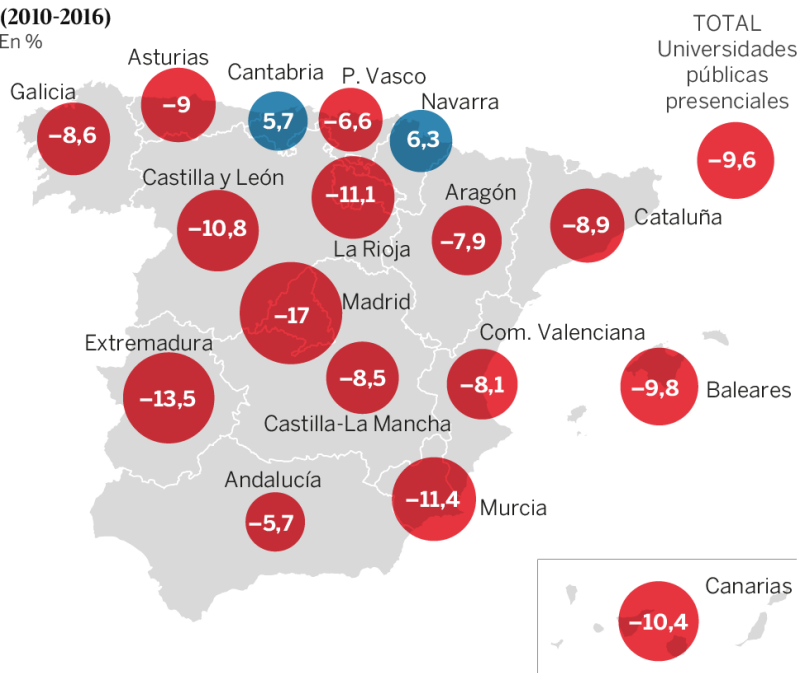 (2010-2016)
En %
TOTAL
Universidades
públicas
presenciales
−9,6
Asturias
−9
Cantabria
5,7
P. Vasco
−6,6
Navarra
6,3
Galicia
−8,6
Castilla y León
−10,8
−11,1
La Rioja
Aragón
−7,9
−8,9
Cataluña
−17
Madrid
Extremadura
−13,5
−8,5
Castilla-La Mancha
Com. Valenciana
−8,1
−9,8
Baleares
Andalucía
−5,7
−11,4
Murcia
Canarias
−10,4